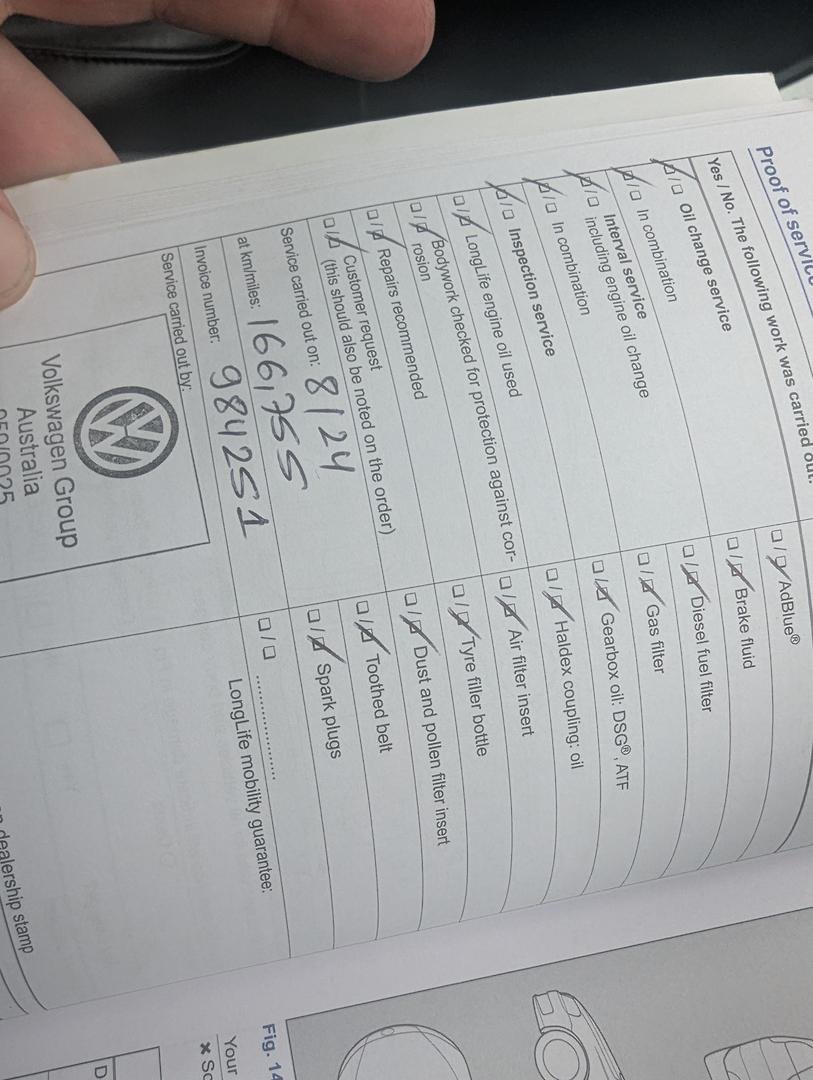 Proof of service
Yes / No. The following work was carried out:
☑/☐ Oil change service
☑/☐ In combination
☑/☐ Interval service
including engine oil change
☑/☐ In combination
☑/☐ Inspection service
☐/☑ LongLife engine oil used
☐/☑ Bodywork checked for protection against cor-
rosion
☐/☑ Repairs recommended
☐/☑ Customer request
(this should also be noted on the order)
Service carried out on: 8/24
at km/miles: 166,755
Invoice number: 984251
Service carried out by:
Volkswagen Group
Australia
☐/☑ AdBlue®
☐/☑ Brake fluid
☐/☑ Diesel fuel filter
☐/☑ Gas filter
☐/☑ Gearbox oil: DSG®, ATF
☐/☑ Haldex coupling: oil
☐/☑ Air filter insert
☐/☑ Tyre filler bottle
☐/☑ Dust and pollen filter insert
☐/☑ Toothed belt
☐/☑ Spark plugs
☐/☐ ....................
LongLife mobility guarantee:
dealership stamp
Fig. 14
Your